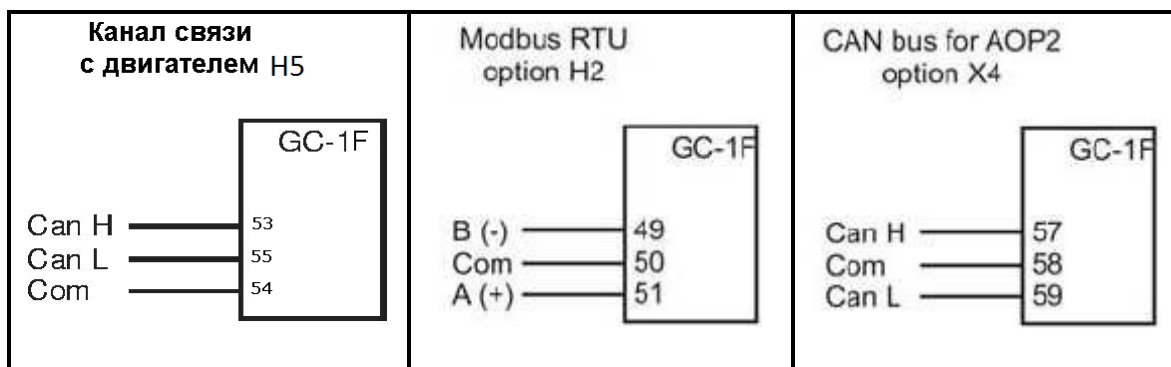 Канал связи
с двигателем H5
GC-1F
Can H 53
Can L 55
Com 54
Modbus RTU
option H2
GC-1F
B (-) 49
Com 50
A (+) 51
CAN bus for AOP2
option X4
GC-1F
Can H 57
Com 58
Can L 59